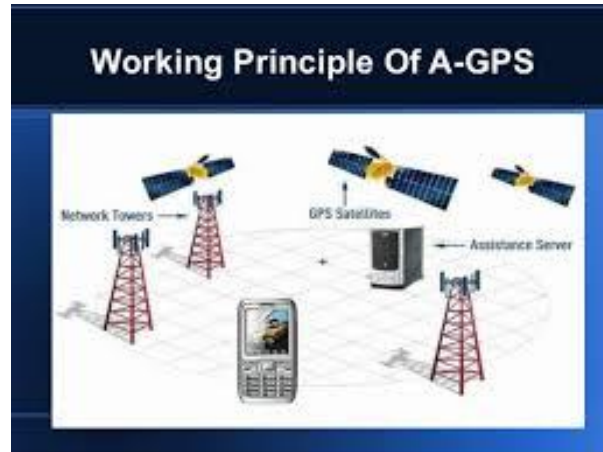 Working Principle Of A-GPS
Network Towers
GPS Satellites
Assistance Server